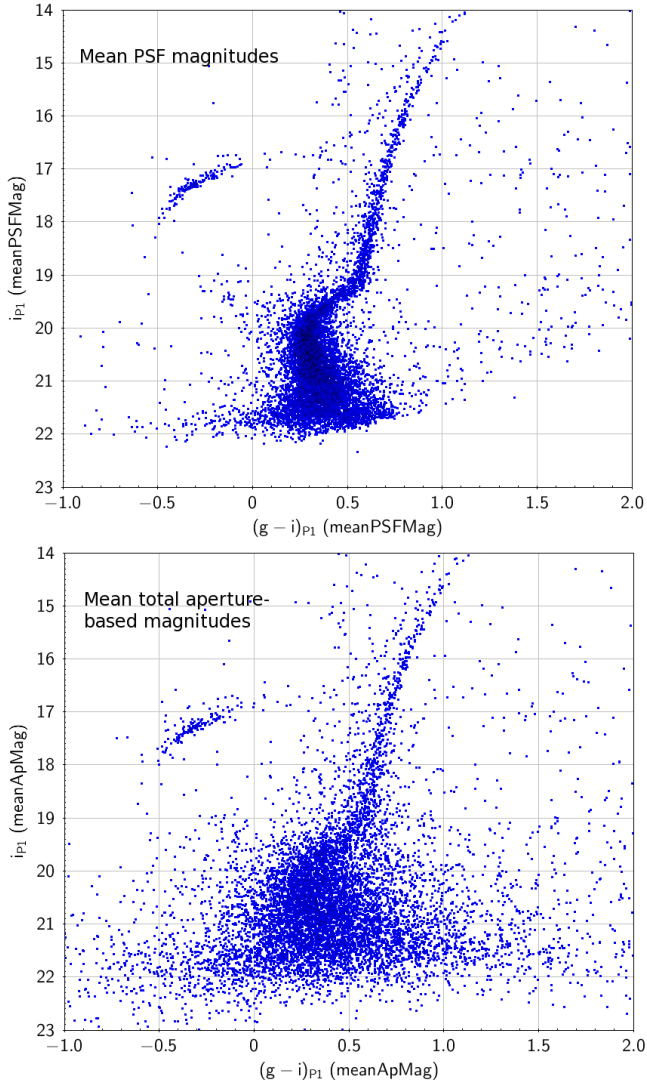 14
Mean PSF magnitudes
15
16
17
18
19
20
21
22
23
i_P1 (meanPSFMag)
−1.0 −0.5 0 0.5 1.0 1.5 2.0
(g − i)_P1 (meanPSFMag)
14
Mean total aperture-
15
based magnitudes
16
17
18
19
20
21
22
23
i_P1 (meanApMag)
−1.0 −0.5 0 0.5 1.0 1.5 2.0
(g − i)_P1 (meanApMag)